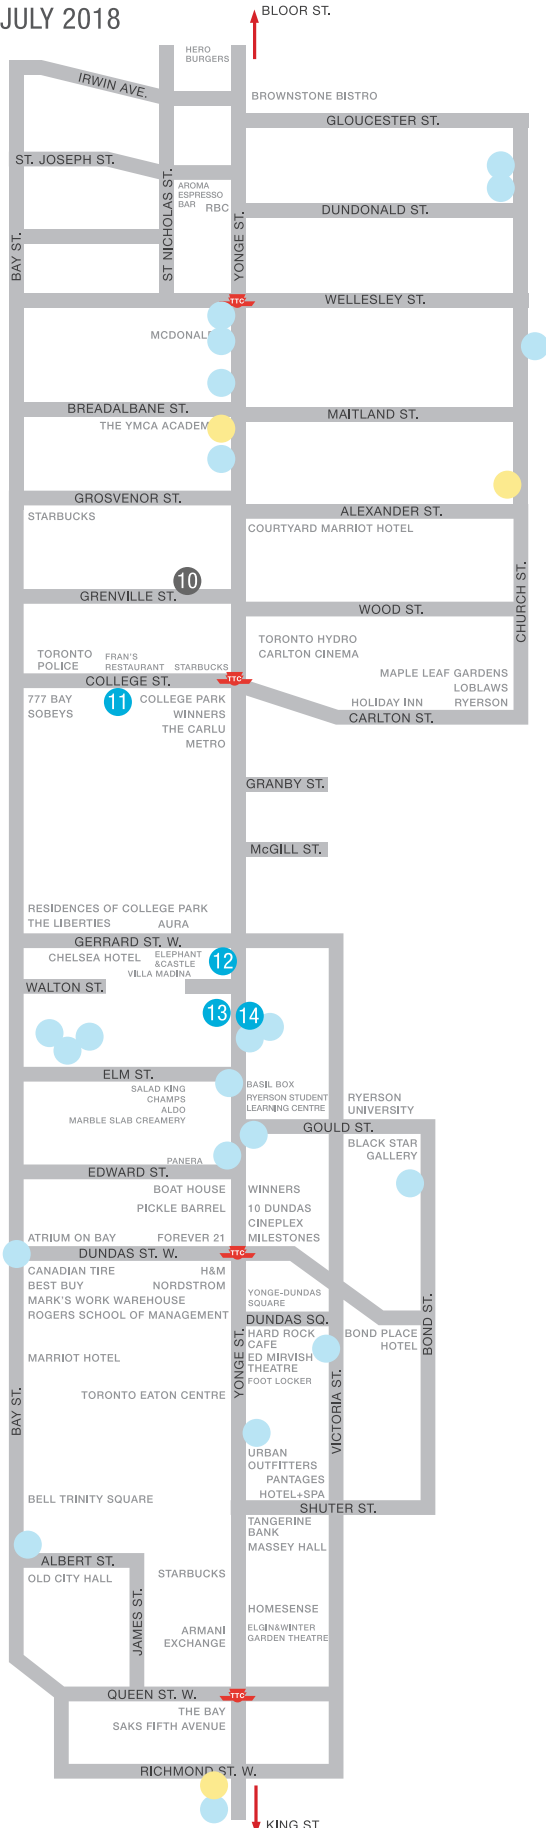 JULY 2018
BLOOR ST.
HERO
BURGERS
IRWIN AVE.
BROWNSTONE BISTRO
GLOUCESTER ST.
ST. JOSEPH ST.
AROMA
ESPRESSO
BAR
RBC
DUNDONALD ST.
BAY ST.
ST NICHOLAS ST.
YONGE ST.
TTC
WELLESLEY ST.
MCDONAL
BREADALBANE ST.
MAITLAND ST.
THE YMCA ACADEM
GROSVENOR ST.
STARBUCKS
ALEXANDER ST.
COURTYARD MARRIOT HOTEL
10
GRENVILLE ST.
WOOD ST.
CHURCH ST.
TORONTO
POLICE
FRAN'S
RESTAURANT
STARBUCKS
TORONTO HYDRO
CARLTON CINEMA
COLLEGE ST.
TTC
MAPLE LEAF GARDENS
LOBLAWS
HOLIDAY INN
RYERSON
CARLTON ST.
777 BAY
SOBEYS
11
COLLEGE PARK
WINNERS
THE CARLU
METRO
GRANBY ST.
McGILL ST.
RESIDENCES OF COLLEGE PARK
THE LIBERTIES
AURA
GERRARD ST. W.
CHELSEA HOTEL
ELEPHANT
&CASTLE
VILLA MADINA
12
WALTON ST.
13
14
ELM ST.
SALAD KING
CHAMPS
ALDO
MARBLE SLAB CREAMERY
BASIL BOX
RYERSON STUDENT
LEARNING CENTRE
RYERSON
UNIVERSITY
GOULD ST.
BLACK STAR
GALLERY
PANERA
EDWARD ST.
BOAT HOUSE
PICKLE BARREL
WINNERS
10 DUNDAS
CINEPLEX
MILESTONES
ATRIUM ON BAY
FOREVER 21
DUNDAS ST. W.
TTC
CANADIAN TIRE
H&M
BEST BUY
NORDSTROM
MARK'S WORK WAREHOUSE
ROGERS SCHOOL OF MANAGEMENT
YONGE-DUNDAS
SQUARE
DUNDAS SQ.
HARD ROCK
CAFE
ED MIRVISH
THEATRE
FOOT LOCKER
BOND PLACE
HOTEL
BOND ST.
MARRIOT HOTEL
YONGE ST.
VICTORIA ST.
BAY ST.
TORONTO EATON CENTRE
URBAN
OUTFITTERS
PANTAGES
HOTEL+SPA
BELL TRINITY SQUARE
SHUTER ST.
TANGERINE
BANK
MASSEY HALL
ALBERT ST.
OLD CITY HALL
STARBUCKS
JAMES ST.
HOMESENSE
ARMANI
EXCHANGE
ELGIN&WINTER
GARDEN THEATRE
QUEEN ST. W.
TTC
THE BAY
SAKS FIFTH AVENUE
RICHMOND ST. W.
KING ST